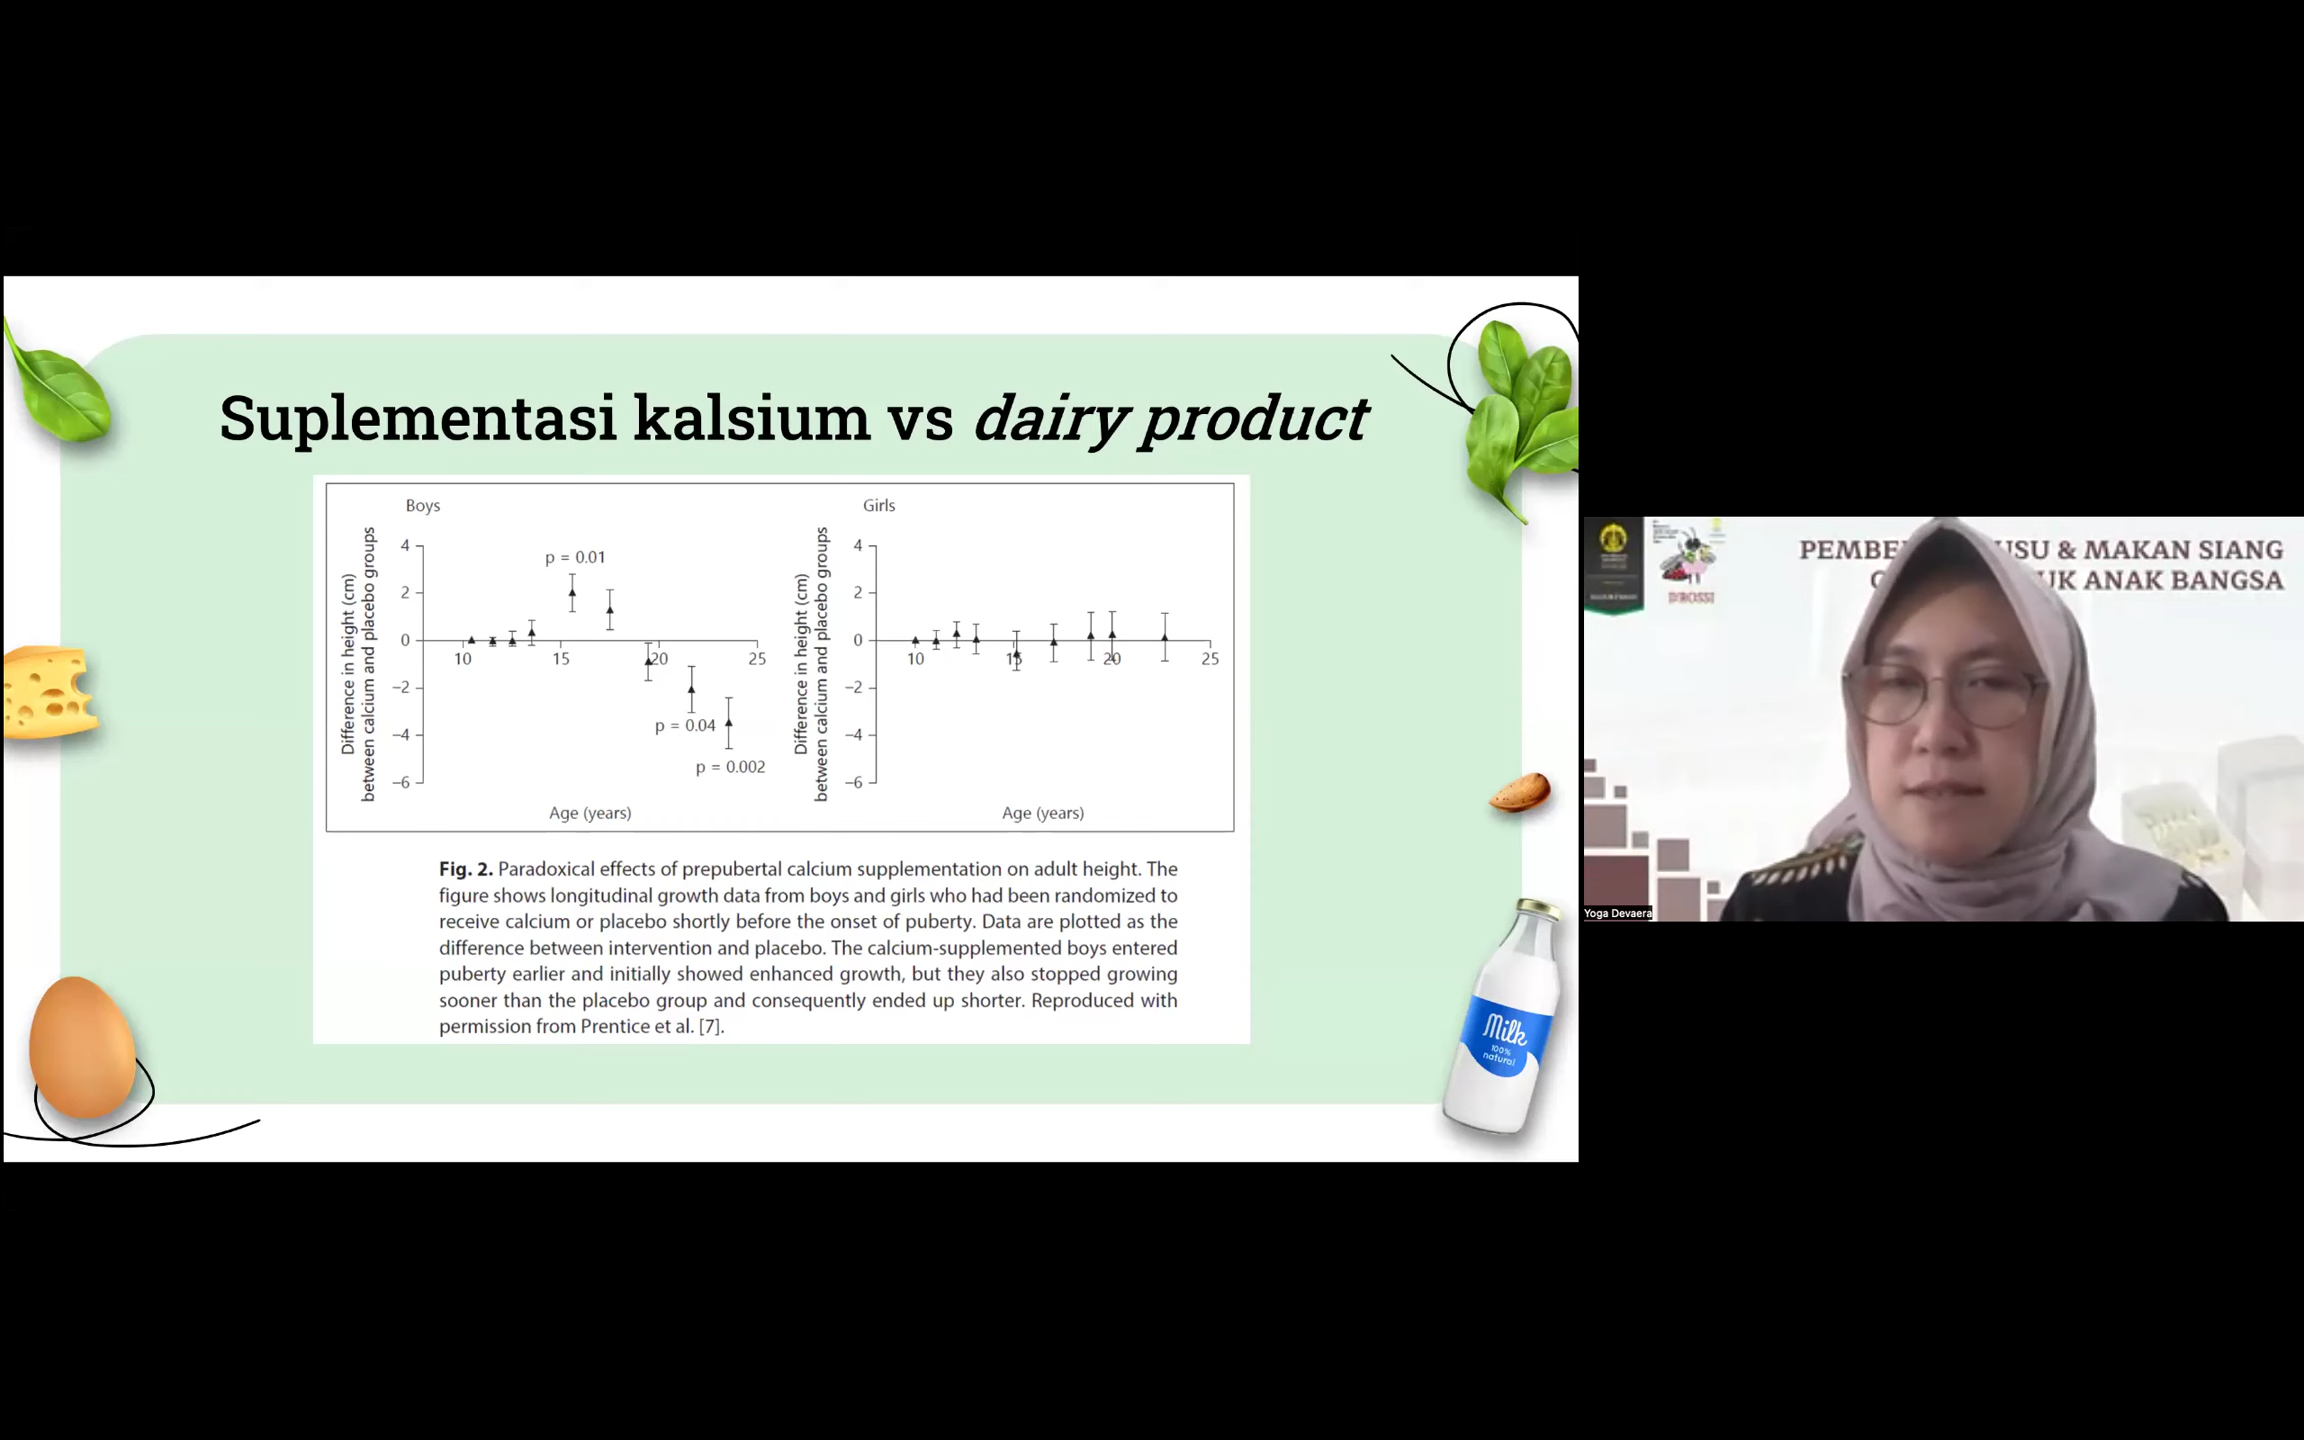 Suplementasi kalsium vs dairy product
Boys
Difference in height (cm)
between calcium and placebo groups
4
2
0
–2
–4
–6
10
15
20
25
p = 0.01
p = 0.04
p = 0.002
Age (years)
Girls
Difference in height (cm)
between calcium and placebo groups
4
2
0
–2
–4
–6
10
15
20
25
Age (years)
Fig. 2. Paradoxical effects of prepubertal calcium supplementation on adult height. The
figure shows longitudinal growth data from boys and girls who had been randomized to
receive calcium or placebo shortly before the onset of puberty. Data are plotted as the
difference between intervention and placebo. The calcium-supplemented boys entered
puberty earlier and initially showed enhanced growth, but they also stopped growing
sooner than the placebo group and consequently ended up shorter. Reproduced with
permission from Prentice et al. [7].
Milk
100%
natural
& MAKAN SIANG
ANAK BANGSA
D'ROSSI
Yoga Devaera